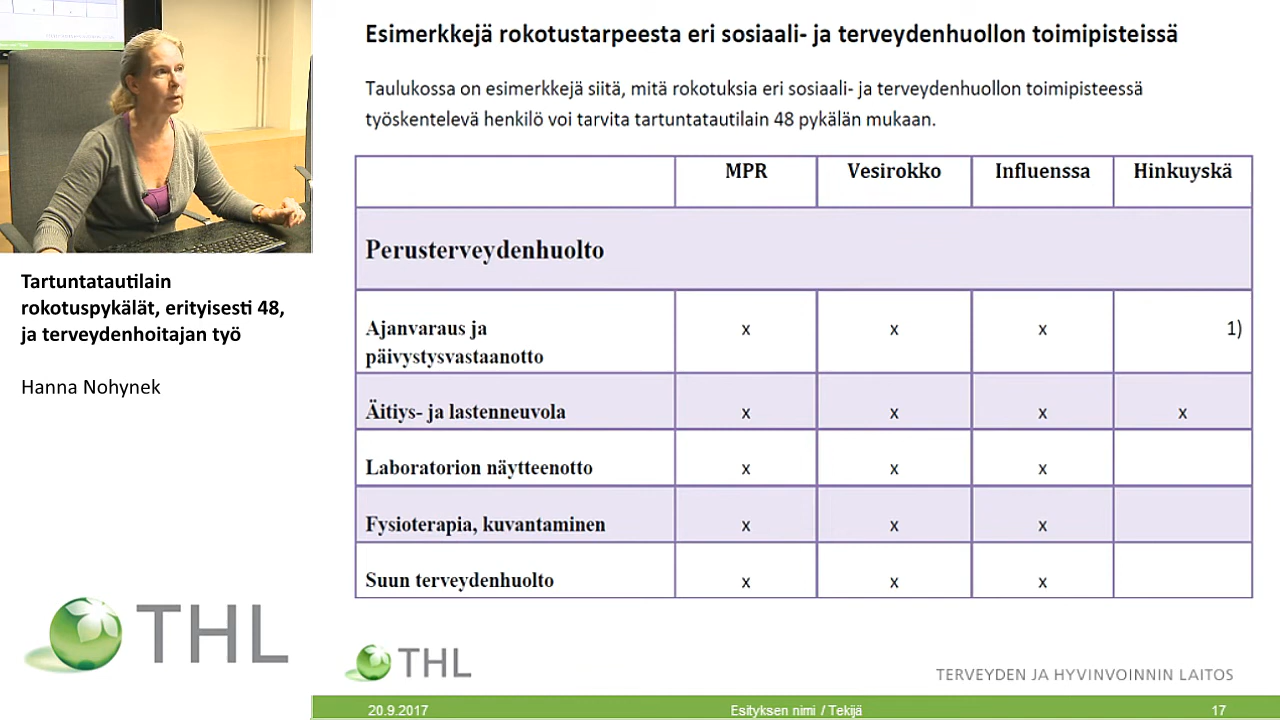 Tartuntatautilain
rokotuspykälät, erityisesti 48,
ja terveydenhoitajan työ
Hanna Nohynek
THL
Esimerkkejä rokotustarpeesta eri sosiaali- ja terveydenhuollon toimipisteissä
Taulukossa on esimerkkejä siitä, mitä rokotuksia eri sosiaali- ja terveydenhuollon toimipisteessä
työskentelevä henkilö voi tarvita tartuntatautilain 48 pykälän mukaan.
MPR Vesirokko Influenssa Hinkuyskä
Perusterveydenhuolto
Ajanvaraus ja
päivystysvastaanotto x x x 1)
Äitiys- ja lastenneuvola x x x x
Laboratorion näytteenotto x x x
Fysioterapia, kuvantaminen x x x
Suun terveydenhuolto x x x
THL
TERVEYDEN JA HYVINVOINNIN LAITOS
20.9.2017 Esityksen nimi / Tekijä 17